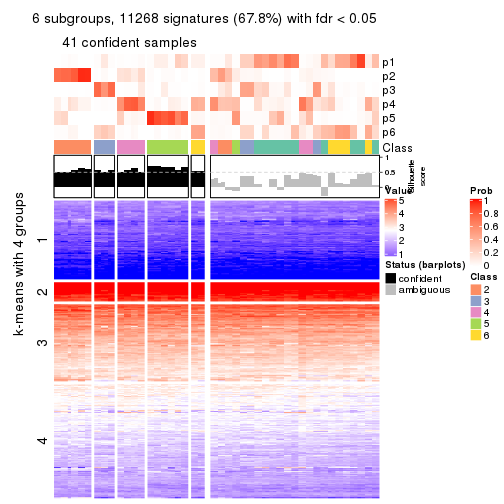 6 subgroups, 11268 signatures (67.8%) with fdr < 0.05
41 confident samples
p1
p2
p3
p4
p5
p6
Class
1
0.5
0
Silhouette
score
k-means with 4 groups
1
2
3
4
Value
5
4
3
2
1
Status (barplots)
confident
ambiguous
Prob
1
0.8
0.6
0.4
0.2
0
Class
2
3
4
5
6